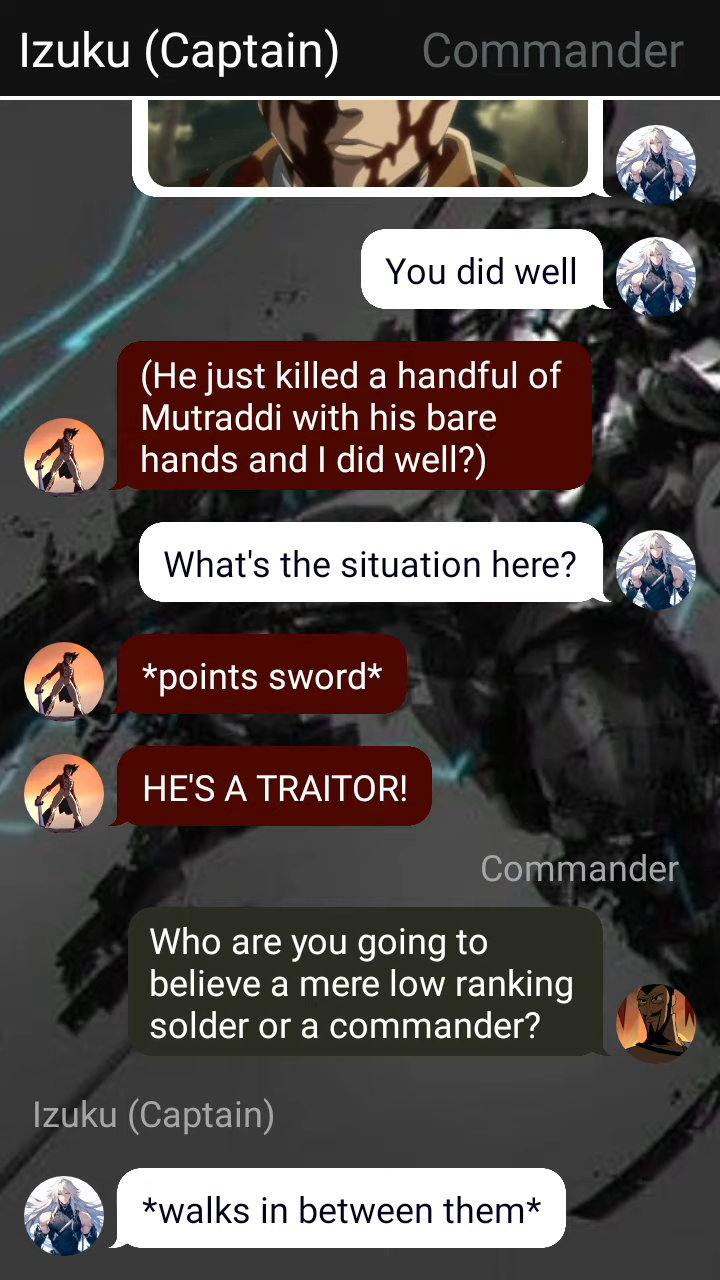 Izuku (Captain)
Commander
You did well
(He just killed a handful of
Mutraddi with his bare
hands and I did well?)
What's the situation here?
*points sword*
HE'S A TRAITOR!
Commander
Who are you going to
believe a mere low ranking
solder or a commander?
Izuku (Captain)
*walks in between them*